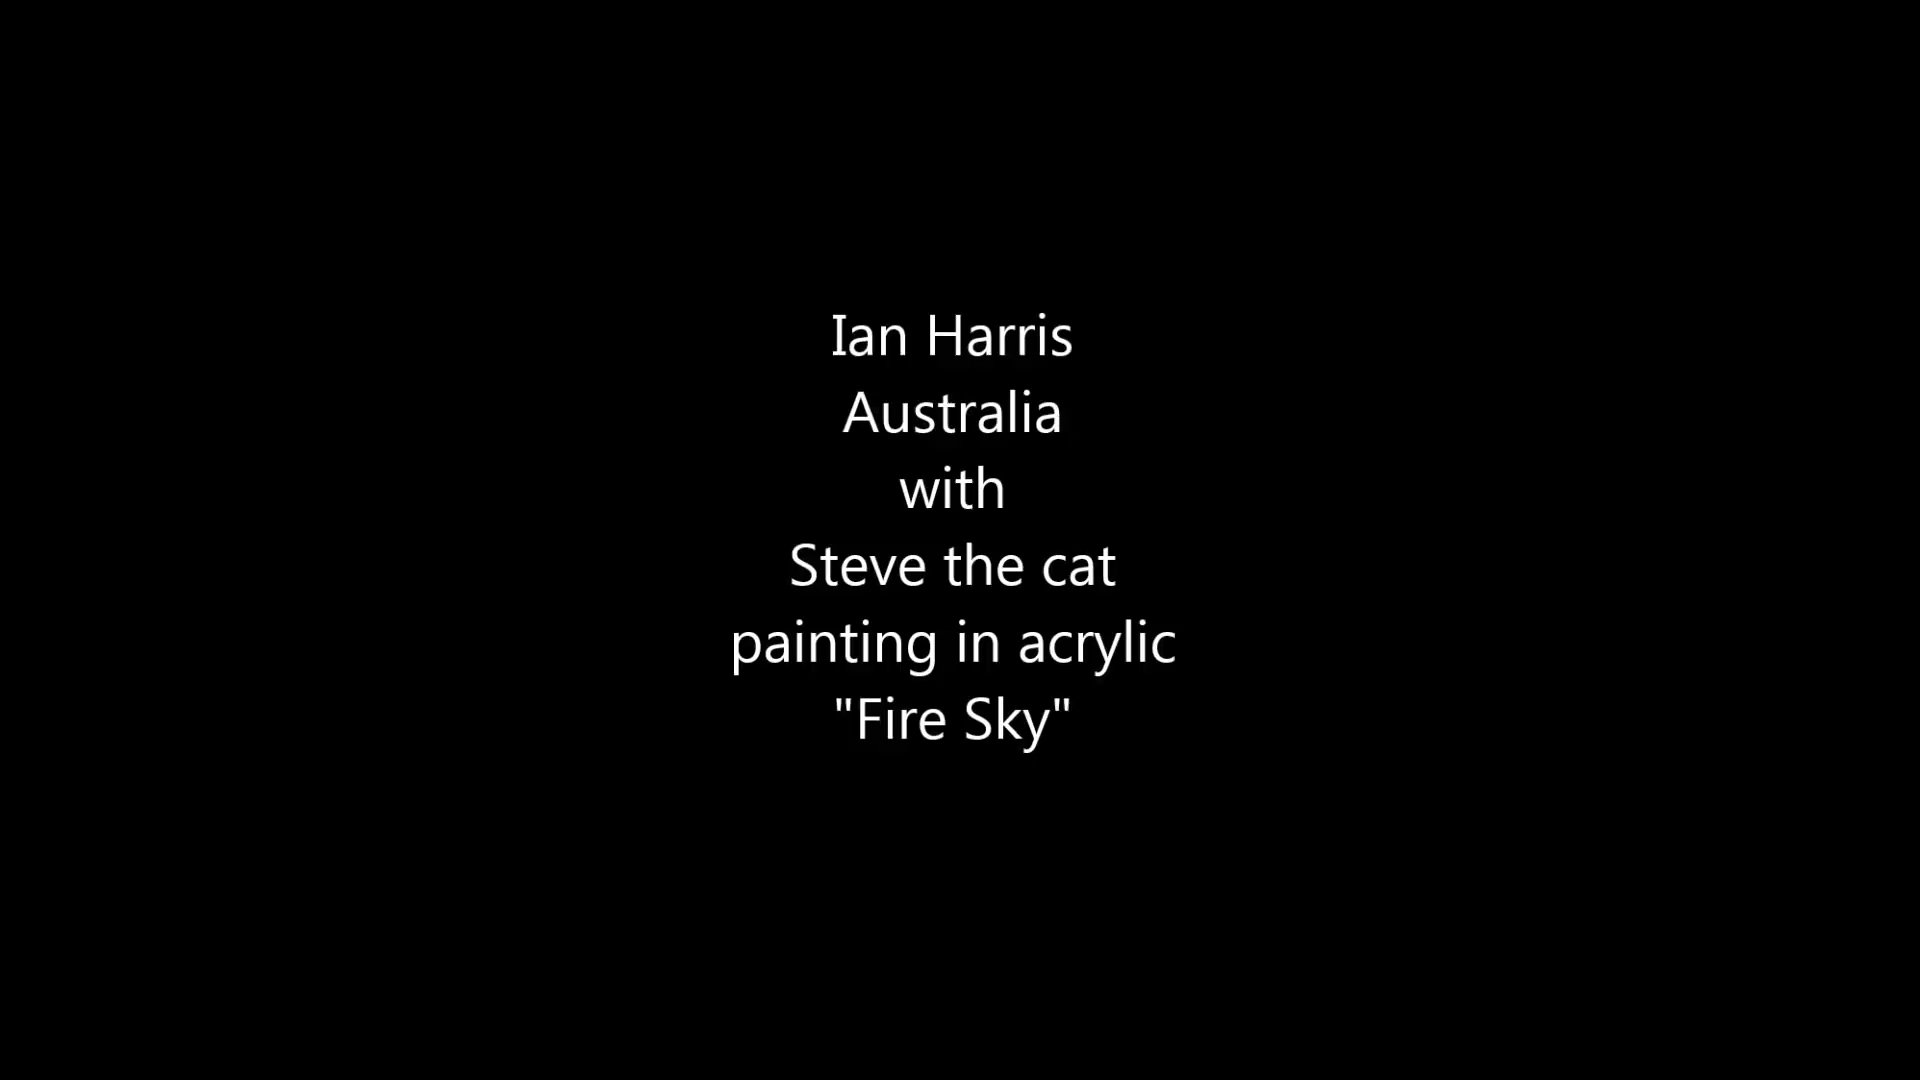 Ian Harris
Australia
with
Steve the cat
painting in acrylic
"Fire Sky"